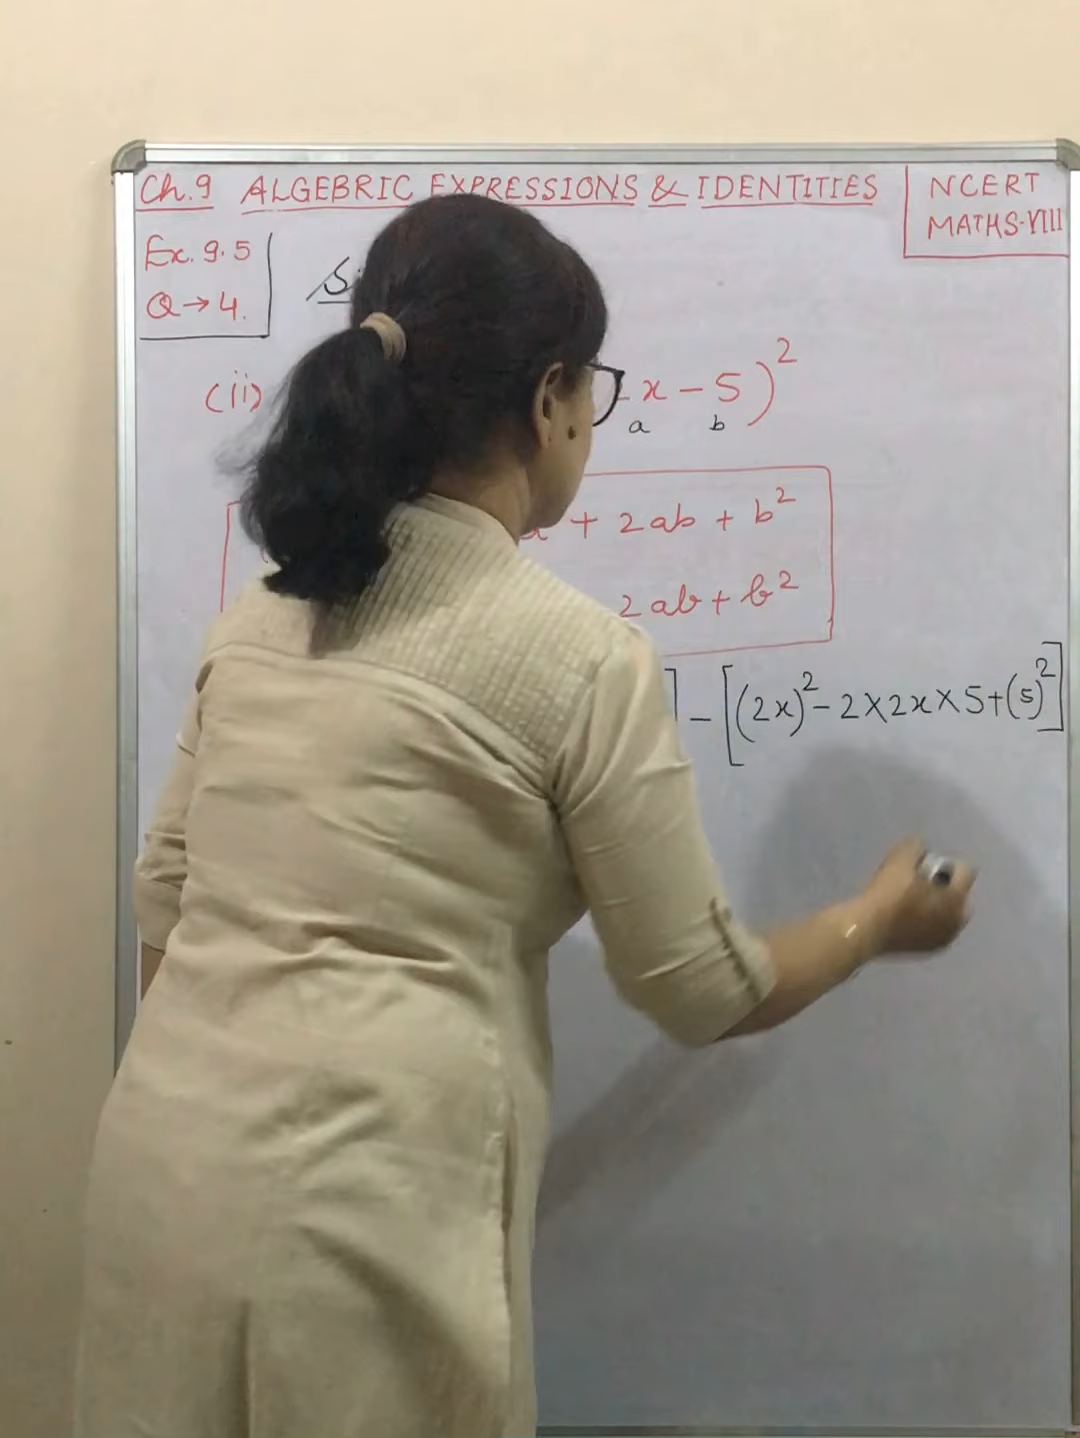 Ch.9 ALGEBRIC EXPRESSIONS & IDENTITIES
NCERT
MATHS-VIII
Ex. 9.5
Q→4.
(ii) x - 5)²
a b
+ 2ab + b²
2ab + b²
] - [(2x)² - 2×2x×5+(5)²]